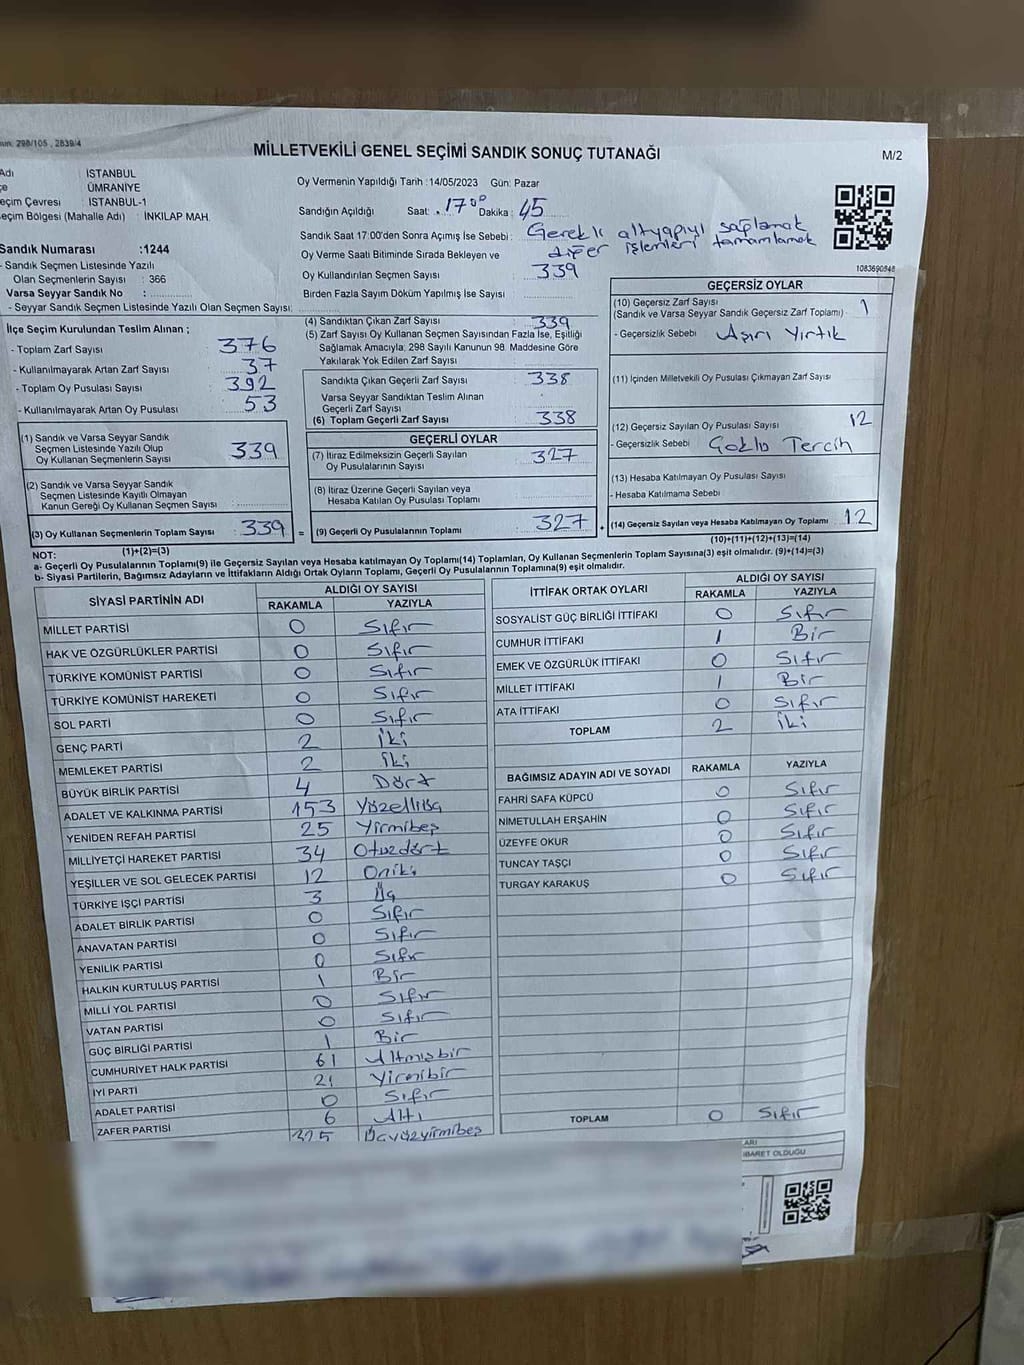 nun: 298/105 , 2839/4
MİLLETVEKİLİ GENEL SEÇİMİ SANDIK SONUÇ TUTANAĞI
M/2
Adı : İSTANBUL
çe : ÜMRANİYE
eçim Çevresi : İSTANBUL-1
eçim Bölgesi (Mahalle Adı) : İNKILAP MAH.
Sandık Numarası :1244
- Sandık Seçmen Listesinde Yazılı
Olan Seçmenlerin Sayısı : 366
Varsa Seyyar Sandık No :
- Seyyar Sandık Seçmen Listesinde Yazılı Olan Seçmen Sayısı:
Oy Vermenin Yapıldığı Tarih :14/05/2023 Gün: Pazar
Sandığın Açıldığı Saat: 17:00 Dakika : 45
Sandık Saat 17:00'den Sonra Açımış İse Sebebi : Gerekli altyapıyı sağlamak
diğer işlemleri tamamlamak
Oy Verme Saati Bitiminde Sırada Bekleyen ve
Oy Kullandırılan Seçmen Sayısı : 339
Birden Fazla Sayım Döküm Yapılmış İse Sayısı :
1083690848
İlçe Seçim Kurulundan Teslim Alınan ;
- Toplam Zarf Sayısı : 376
- Kullanılmayarak Artan Zarf Sayısı : 37
- Toplam Oy Pusulası Sayısı : 392
- Kullanılmayarak Artan Oy Pusulası : 53
(1) Sandık ve Varsa Seyyar Sandık
Seçmen Listesinde Yazılı Olup
Oy Kullanan Seçmenlerin Sayısı : 339
(2) Sandık ve Varsa Seyyar Sandık
Seçmen Listesinde Kayıtlı Olmayan
Kanun Gereği Oy Kullanan Seçmen Sayısı :
(3) Oy Kullanan Seçmenlerin Toplam Sayısı : 339 =
(1)+(2)=(3)
(4) Sandıktan Çıkan Zarf Sayısı : 339
(5) Zarf Sayısı Oy Kullanan Seçmen Sayısından Fazla İse, Eşitliği
Sağlamak Amacıyla; 298 Sayılı Kanunun 98. Maddesine Göre
Yakılarak Yok Edilen Zarf Sayısı :
Sandıkta Çıkan Geçerli Zarf Sayısı : 338
Varsa Seyyar Sandıktan Teslim Alınan
Geçerli Zarf Sayısı :
(6) Toplam Geçerli Zarf Sayısı : 338
GEÇERLİ OYLAR
(7) İtiraz Edilmeksizin Geçerli Sayılan
Oy Pusulalarının Sayısı : 327
(8) İtiraz Üzerine Geçerli Sayılan veya
Hesaba Katılan Oy Pusulası Toplamı :
(9) Geçerli Oy Pusulalarının Toplamı : 327 +
GEÇERSİZ OYLAR
(10) Geçersiz Zarf Sayısı
(Sandık ve Varsa Seyyar Sandık Geçersiz Zarf Toplamı) : 1
- Geçersizlik Sebebi : Aşırı Yırtık
(11) İçinden Milletvekili Oy Pusulası Çıkmayan Zarf Sayısı
(12) Geçersiz Sayılan Oy Pusulası Sayısı : 12
- Geçersizlik Sebebi : Çoklu Tercih
(13) Hesaba Katılmayan Oy Pusulası Sayısı
- Hesaba Katılmama Sebebi
(14) Geçersiz Sayılan veya Hesaba Katılmayan Oy Toplamı : 12
(10)+(11)+(12)+(13)=(14)
NOT:
a- Geçerli Oy Pusulalarının Toplamı(9) ile Geçersiz Sayılan veya Hesaba katılmayan Oy Toplamı(14) Toplamları, Oy Kullanan Seçmenlerin Toplam Sayısına(3) eşit olmalıdır. (9)+(14)=(3)
b- Siyasi Partilerin, Bağımsız Adayların ve İttifakların Aldığı Ortak Oyların Toplamı, Geçerli Oy Pusulalarının Toplamına(9) eşit olmalıdır.
SİYASİ PARTİNİN ADI ALDIĞI OY SAYISI
RAKAMLA YAZIYLA
MİLLET PARTİSİ 0 Sıfır
HAK VE ÖZGÜRLÜKLER PARTİSİ 0 Sıfır
TÜRKİYE KOMÜNİST PARTİSİ 0 Sıfır
TÜRKİYE KOMÜNİST HAREKETİ 0 Sıfır
SOL PARTİ 0 Sıfır
GENÇ PARTİ 2 İki
MEMLEKET PARTİSİ 2 İki
BÜYÜK BİRLİK PARTİSİ 4 Dört
ADALET VE KALKINMA PARTİSİ 153 Yüzelliüç
YENİDEN REFAH PARTİSİ 25 Yirmibeş
MİLLİYETÇİ HAREKET PARTİSİ 34 Otuzdört
YEŞİLLER VE SOL GELECEK PARTİSİ 12 Oniki
TÜRKİYE İŞÇİ PARTİSİ 3 Üç
ADALET BİRLİK PARTİSİ 0 Sıfır
ANAVATAN PARTİSİ 0 Sıfır
YENİLİK PARTİSİ 0 Sıfır
HALKIN KURTULUŞ PARTİSİ 1 Bir
MİLLİ YOL PARTİSİ 0 Sıfır
VATAN PARTİSİ 0 Sıfır
GÜÇ BİRLİĞİ PARTİSİ 1 Bir
CUMHURİYET HALK PARTİSİ 61 Altmışbir
İYİ PARTİ 21 Yirmibir
ADALET PARTİSİ 0 Sıfır
ZAFER PARTİSİ 6 Altı
325 Üçyüzyirmibeş
İTTİFAK ORTAK OYLARI ALDIĞI OY SAYISI
RAKAMLA YAZIYLA
SOSYALİST GÜÇ BİRLİĞİ İTTİFAKI 0 Sıfır
CUMHUR İTTİFAKI 1 Bir
EMEK VE ÖZGÜRLÜK İTTİFAKI 0 Sıfır
MİLLET İTTİFAKI 1 Bir
ATA İTTİFAKI 0 Sıfır
TOPLAM 2 İki
BAĞIMSIZ ADAYIN ADI VE SOYADI RAKAMLA YAZIYLA
FAHRİ SAFA KÜPCÜ 0 Sıfır
NİMETULLAH ERŞAHİN 0 Sıfır
ÜZEYFE OKUR 0 Sıfır
TUNCAY TAŞÇI 0 Sıfır
TURGAY KARAKUŞ 0 Sıfır
TOPLAM 0 Sıfır
ARI
İBARET OLDUĞU